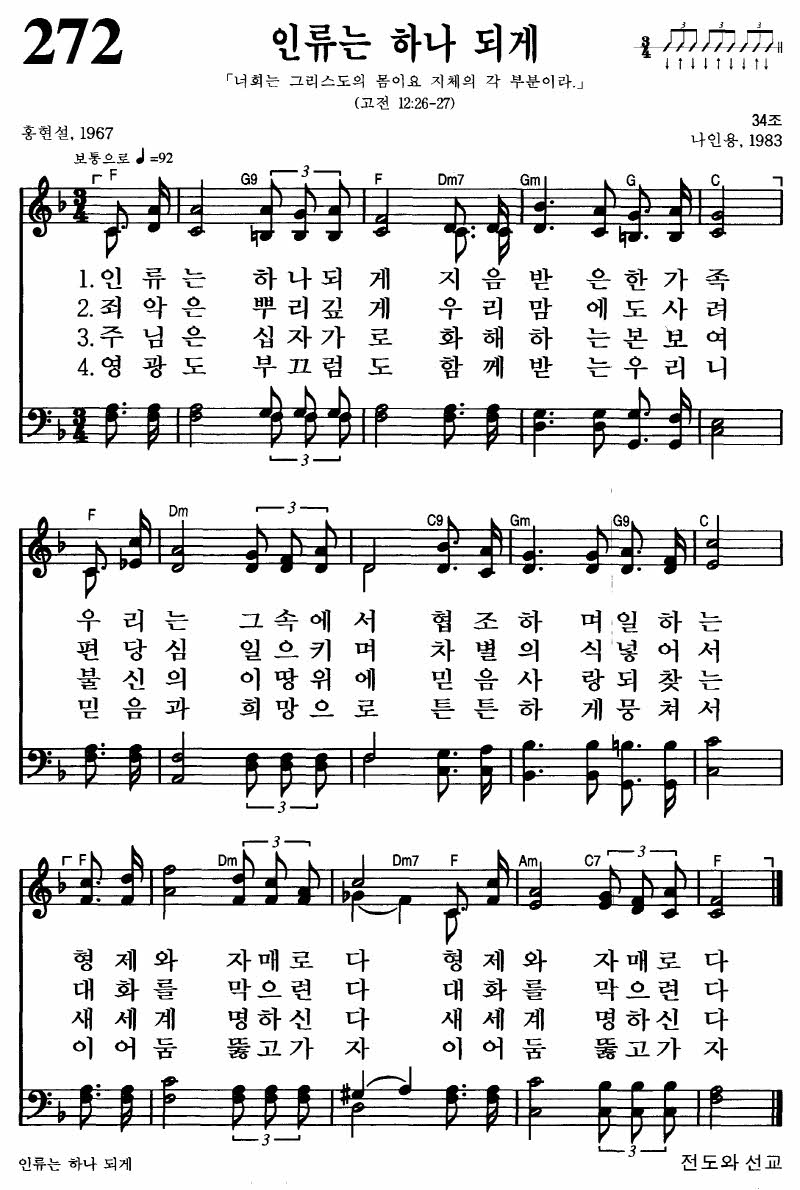 272
인류는 하나 되게
「너희는 그리스도의 몸이요 지체의 각 부분이라.」
(고전 12:26-27)
홍현설, 1967
34조
나인용, 1983
보통으로 ♩=92
F G9 3 F Dm7 Gm G C
3/4
1.인 류 는 하 나 되 게 지 음 받 은 한 가 족
2.죄 악 은 뿌 리 깊 게 우 리 맘 에 도 사 려
3.주 님 은 십 자 가 로 화 해 하 는 본 보 여
4.영 광 도 부 끄 럼 도 함 께 받 는 우 리 니
3
F Dm 3 C9 Gm G9 C
우 리 는 그 속 에 서 협 조 하 며 일 하 는
편 당 심 일 으 키 며 차 별 의 식 넣 어 서
불 신 의 이 땅 위 에 믿 음 사 랑 되 찾 는
믿 음 과 희 망 으 로 튼 튼 하 게 뭉 쳐 서
3
F Dm 3 Dm7 F Am C7 3 F
형 제 와 자 매 로 다 형 제 와 자 매 로 다
대 화 를 막 으 련 다 대 화 를 막 으 련 다
새 세 계 명 하 신 다 새 세 계 명 하 신 다
이 어 둠 뚫 고 가 자 이 어 둠 뚫 고 가 자
3 3
인류는 하나 되게
전도와 선교